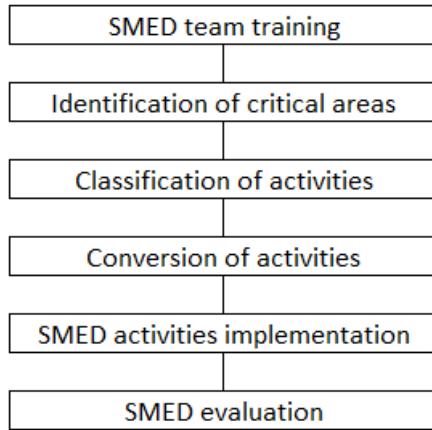 SMED team training
Identification of critical areas
Classification of activities
Conversion of activities
SMED activities implementation
SMED evaluation